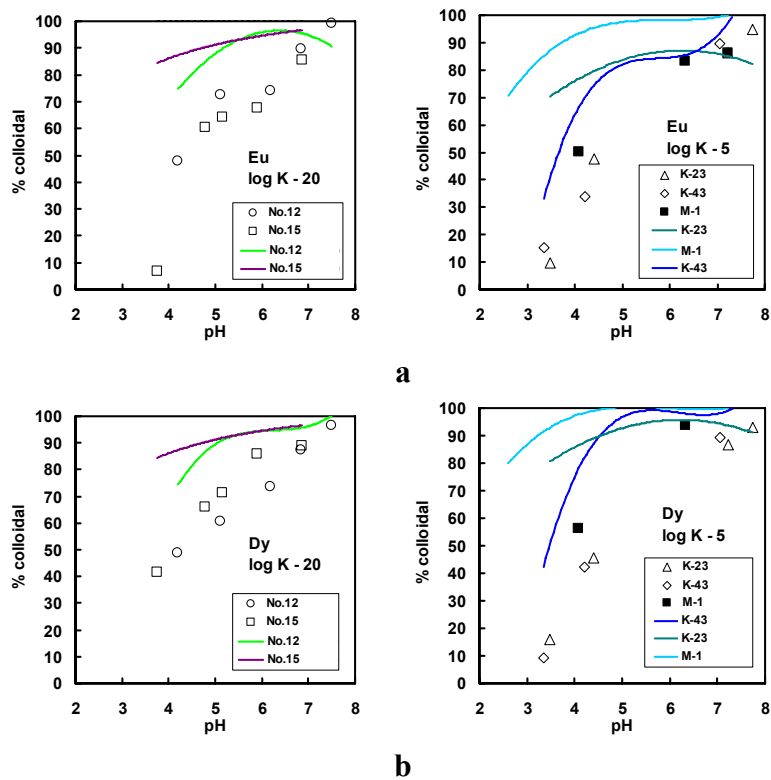 % colloidal
100
90
80
70
60
50
40
30
20
10
0
Eu
log K - 20
No.12
No.15
No.12
No.15
2 3 4 5 6 7 8
pH
% colloidal
100
90
80
70
60
50
40
30
20
10
0
Eu
log K - 5
K-23
K-43
M-1
K-23
M-1
K-43
2 3 4 5 6 7 8
pH
a
% colloidal
100
90
80
70
60
50
40
30
20
10
0
Dy
log K - 20
No.12
No.15
No.12
No.15
2 3 4 5 6 7 8
pH
% colloidal
100
90
80
70
60
50
40
30
20
10
0
Dy
log K - 5
K-23
K-43
M-1
K-43
K-23
M-1
2 3 4 5 6 7 8
pH
b